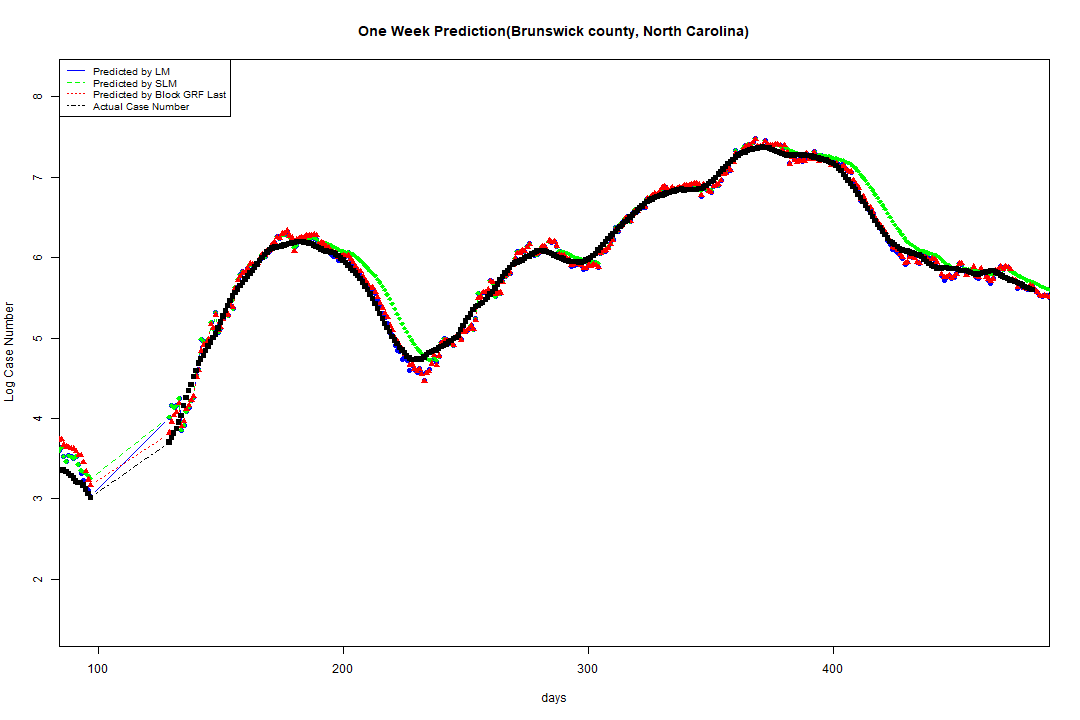 One Week Prediction(Brunswick county, North Carolina)
Predicted by LM
Predicted by SLM
Predicted by Block GRF Last
Actual Case Number
8
7
6
5
4
3
2
Log Case Number
100 200 300 400
days